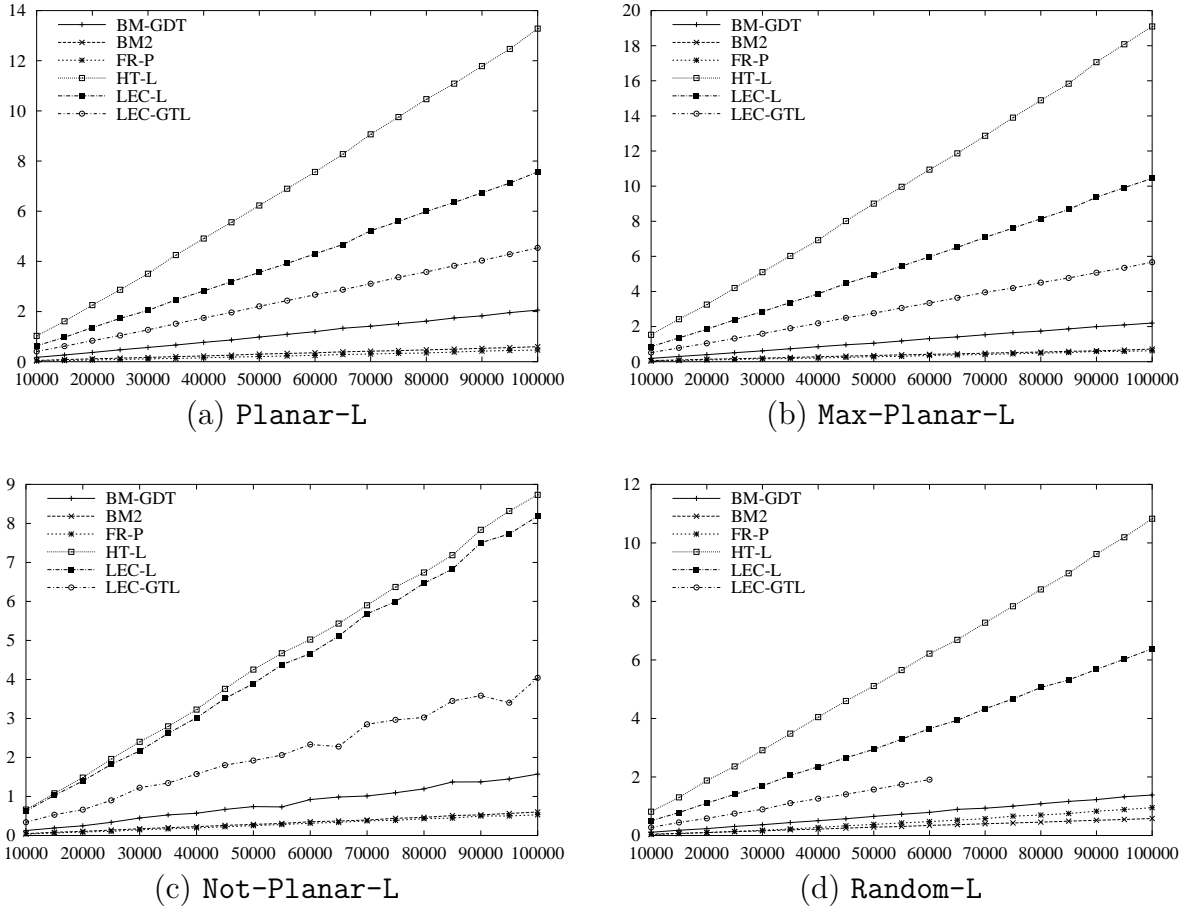 14
12
10
8
6
4
2
0
BM-GDT
BM2
FR-P
HT-L
LEC-L
LEC-GTL
10000 20000 30000 40000 50000 60000 70000 80000 90000 100000
(a) Planar-L
20
18
16
14
12
10
8
6
4
2
0
BM-GDT
BM2
FR-P
HT-L
LEC-L
LEC-GTL
10000 20000 30000 40000 50000 60000 70000 80000 90000 100000
(b) Max-Planar-L
9
8
7
6
5
4
3
2
1
0
BM-GDT
BM2
FR-P
HT-L
LEC-L
LEC-GTL
10000 20000 30000 40000 50000 60000 70000 80000 90000 100000
(c) Not-Planar-L
12
10
8
6
4
2
0
BM-GDT
BM2
FR-P
HT-L
LEC-L
LEC-GTL
10000 20000 30000 40000 50000 60000 70000 80000 90000 100000
(d) Random-L